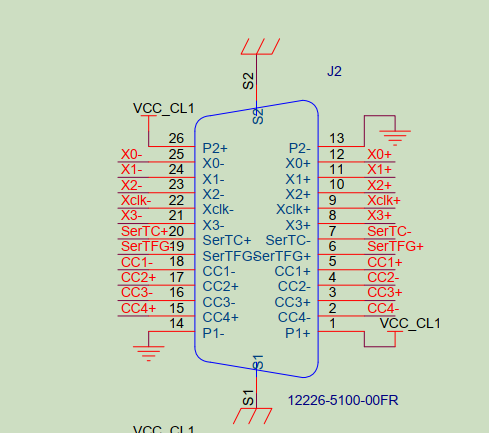 J2
S2
S2
VCC_CL1
26 P2+ P2- 13
X0- 25 X0- X0+ 12 X0+
X1- 24 X1- X1+ 11 X1+
X2- 23 X2- X2+ 10 X2+
Xclk- 22 Xclk- Xclk+ 9 Xclk+
X3- 21 X3- X3+ 8 X3+
SerTC+ 20 SerTC+ SerTC- 7 SerTC-
SerTFG- 19 SerTFG- SerTFG+ 6 SerTFG+
CC1- 18 CC1- CC1+ 5 CC1+
CC2+ 17 CC2+ CC2- 4 CC2-
CC3- 16 CC3- CC3+ 3 CC3+
CC4+ 15 CC4+ CC4- 2 CC4-
14 P1- P1+ 1 VCC_CL1
S1
S1
12226-5100-00FR
VCC_CL1